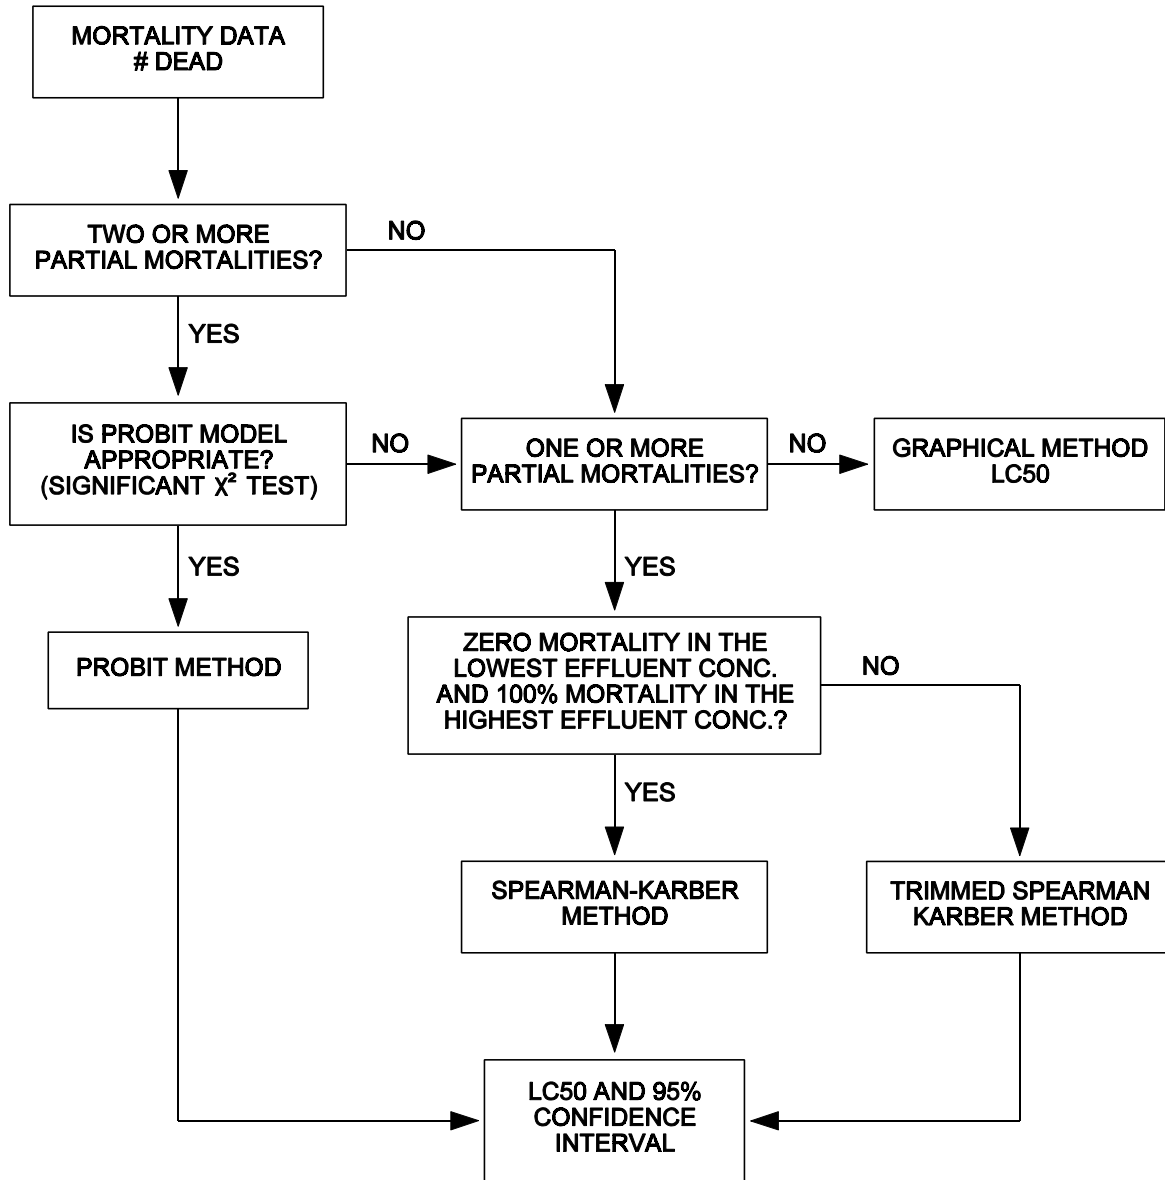 MORTALITY DATA
# DEAD
TWO OR MORE
PARTIAL MORTALITIES?
NO
YES
IS PROBIT MODEL
APPROPRIATE?
(SIGNIFICANT χ² TEST)
NO
ONE OR MORE
PARTIAL MORTALITIES?
NO
GRAPHICAL METHOD
LC50
YES
YES
PROBIT METHOD
ZERO MORTALITY IN THE
LOWEST EFFLUENT CONC.
AND 100% MORTALITY IN THE
HIGHEST EFFLUENT CONC.?
NO
YES
SPEARMAN-KARBER
METHOD
TRIMMED SPEARMAN
KARBER METHOD
LC50 AND 95%
CONFIDENCE
INTERVAL